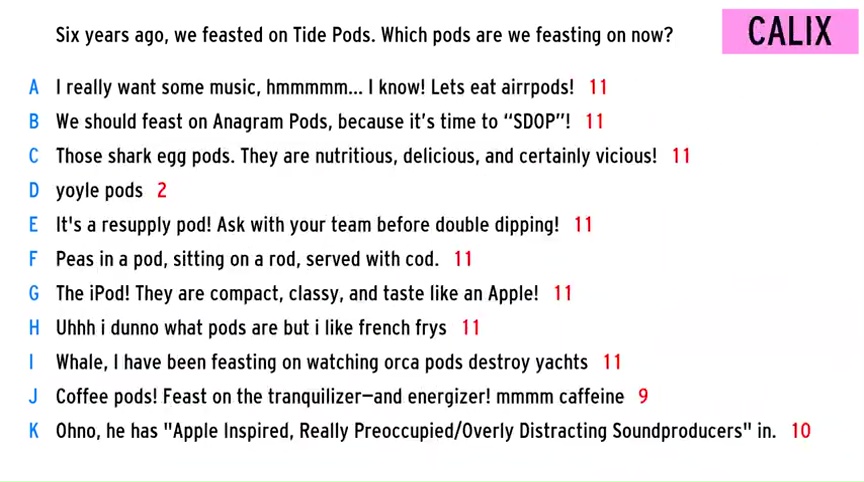 Six years ago, we feasted on Tide Pods. Which pods are we feasting on now?
CALIX
A I really want some music, hmmmmm... I know! Lets eat airrpods! 11
B We should feast on Anagram Pods, because it's time to “SDOP”! 11
C Those shark egg pods. They are nutritious, delicious, and certainly vicious! 11
D yoyle pods 2
E It's a resupply pod! Ask with your team before double dipping! 11
F Peas in a pod, sitting on a rod, served with cod. 11
G The iPod! They are compact, classy, and taste like an Apple! 11
H Uhhh i dunno what pods are but i like french frys 11
I Whale, I have been feasting on watching orca pods destroy yachts 11
J Coffee pods! Feast on the tranquilizer—and energizer! mmmm caffeine 9
K Ohno, he has "Apple Inspired, Really Preoccupied/Overly Distracting Soundproducers" in. 10